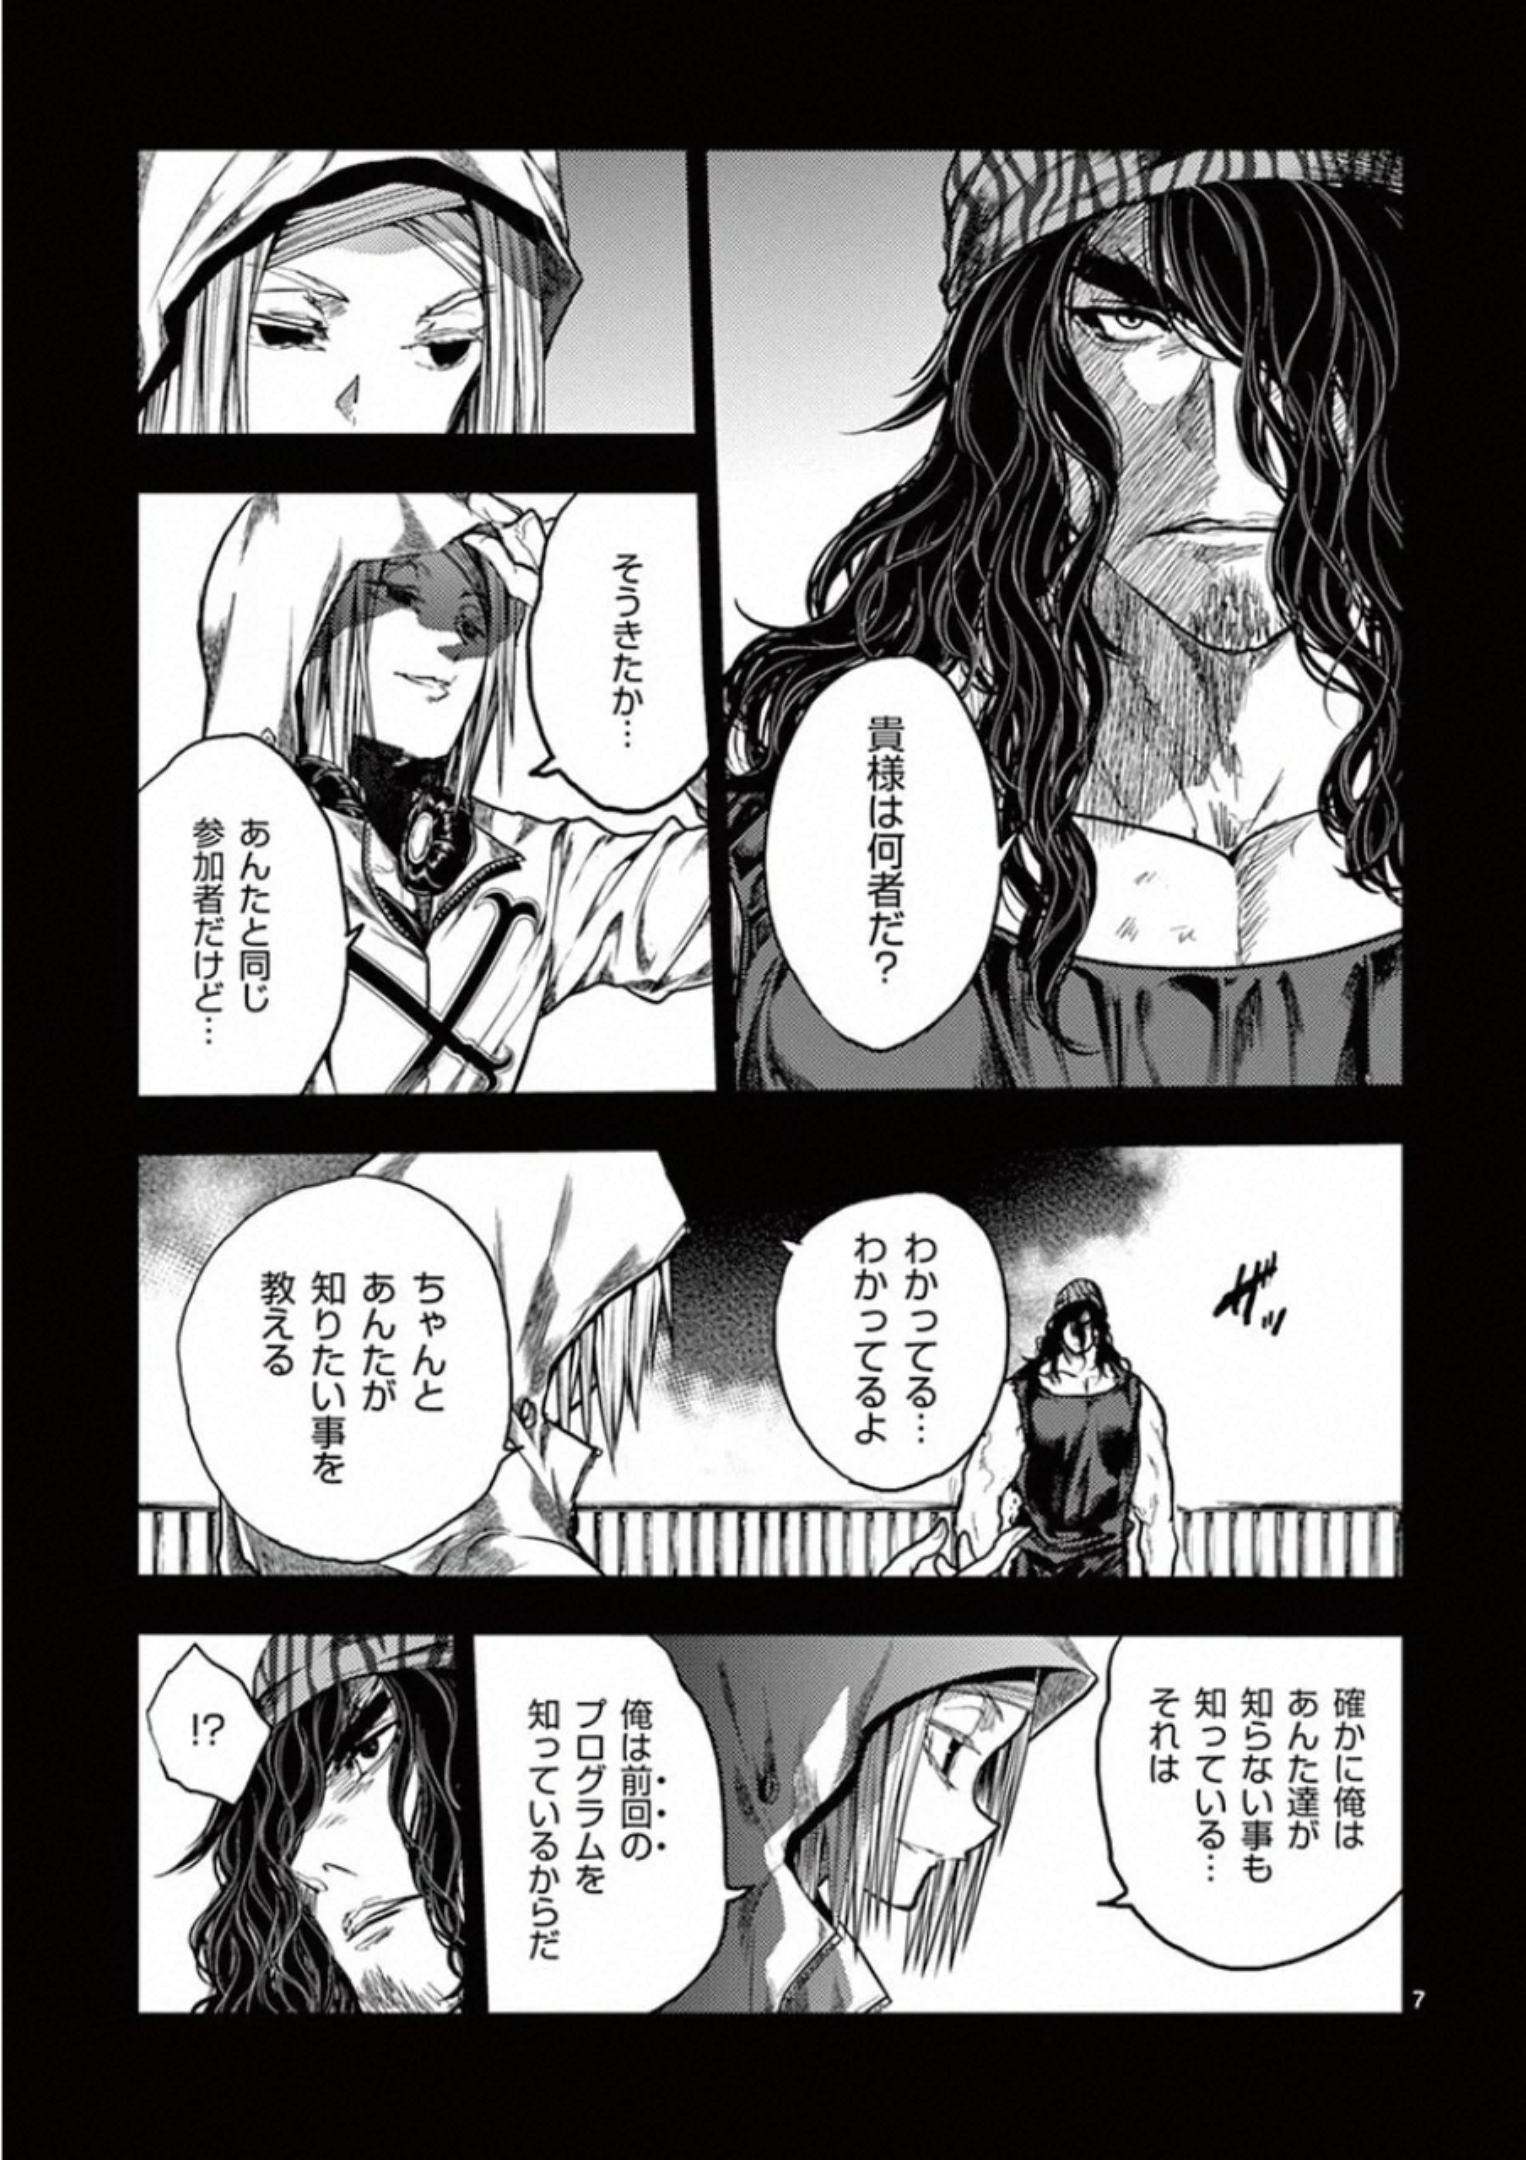 貴様は何者だ？
そうきたか…
あんたと同じ
参加者だけど…
ザッ
わかってる…
わかってるよ
ちゃんと
あんたが
知りたい事を
教える
確かに俺は
あんた達が
知らない事も
知っている…
それは
俺は前回の
プログラムを
知っているからだ
!?
7